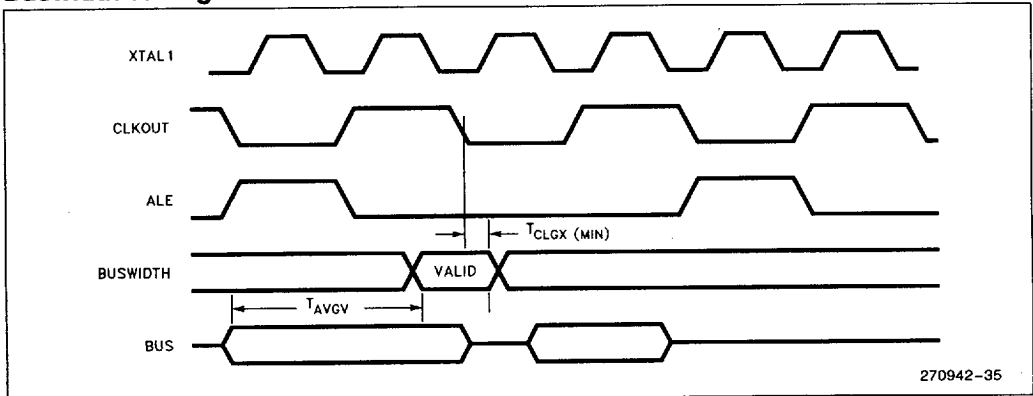 XTAL1
CLKOUT
ALE
T_CLGX (MIN)
BUSWIDTH
VALID
T_AVGV
BUS
270942-35